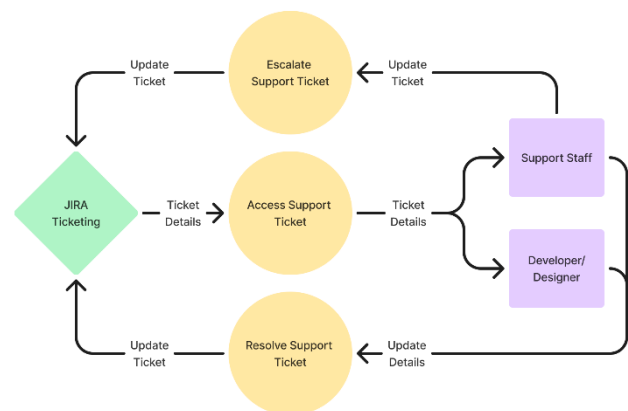 Update
Ticket
Escalate
Support Ticket
Update
Ticket
Support Staff
JIRA
Ticketing
Ticket
Details
Access Support
Ticket
Ticket
Details
Developer/
Designer
Update
Ticket
Resolve Support
Ticket
Update
Details